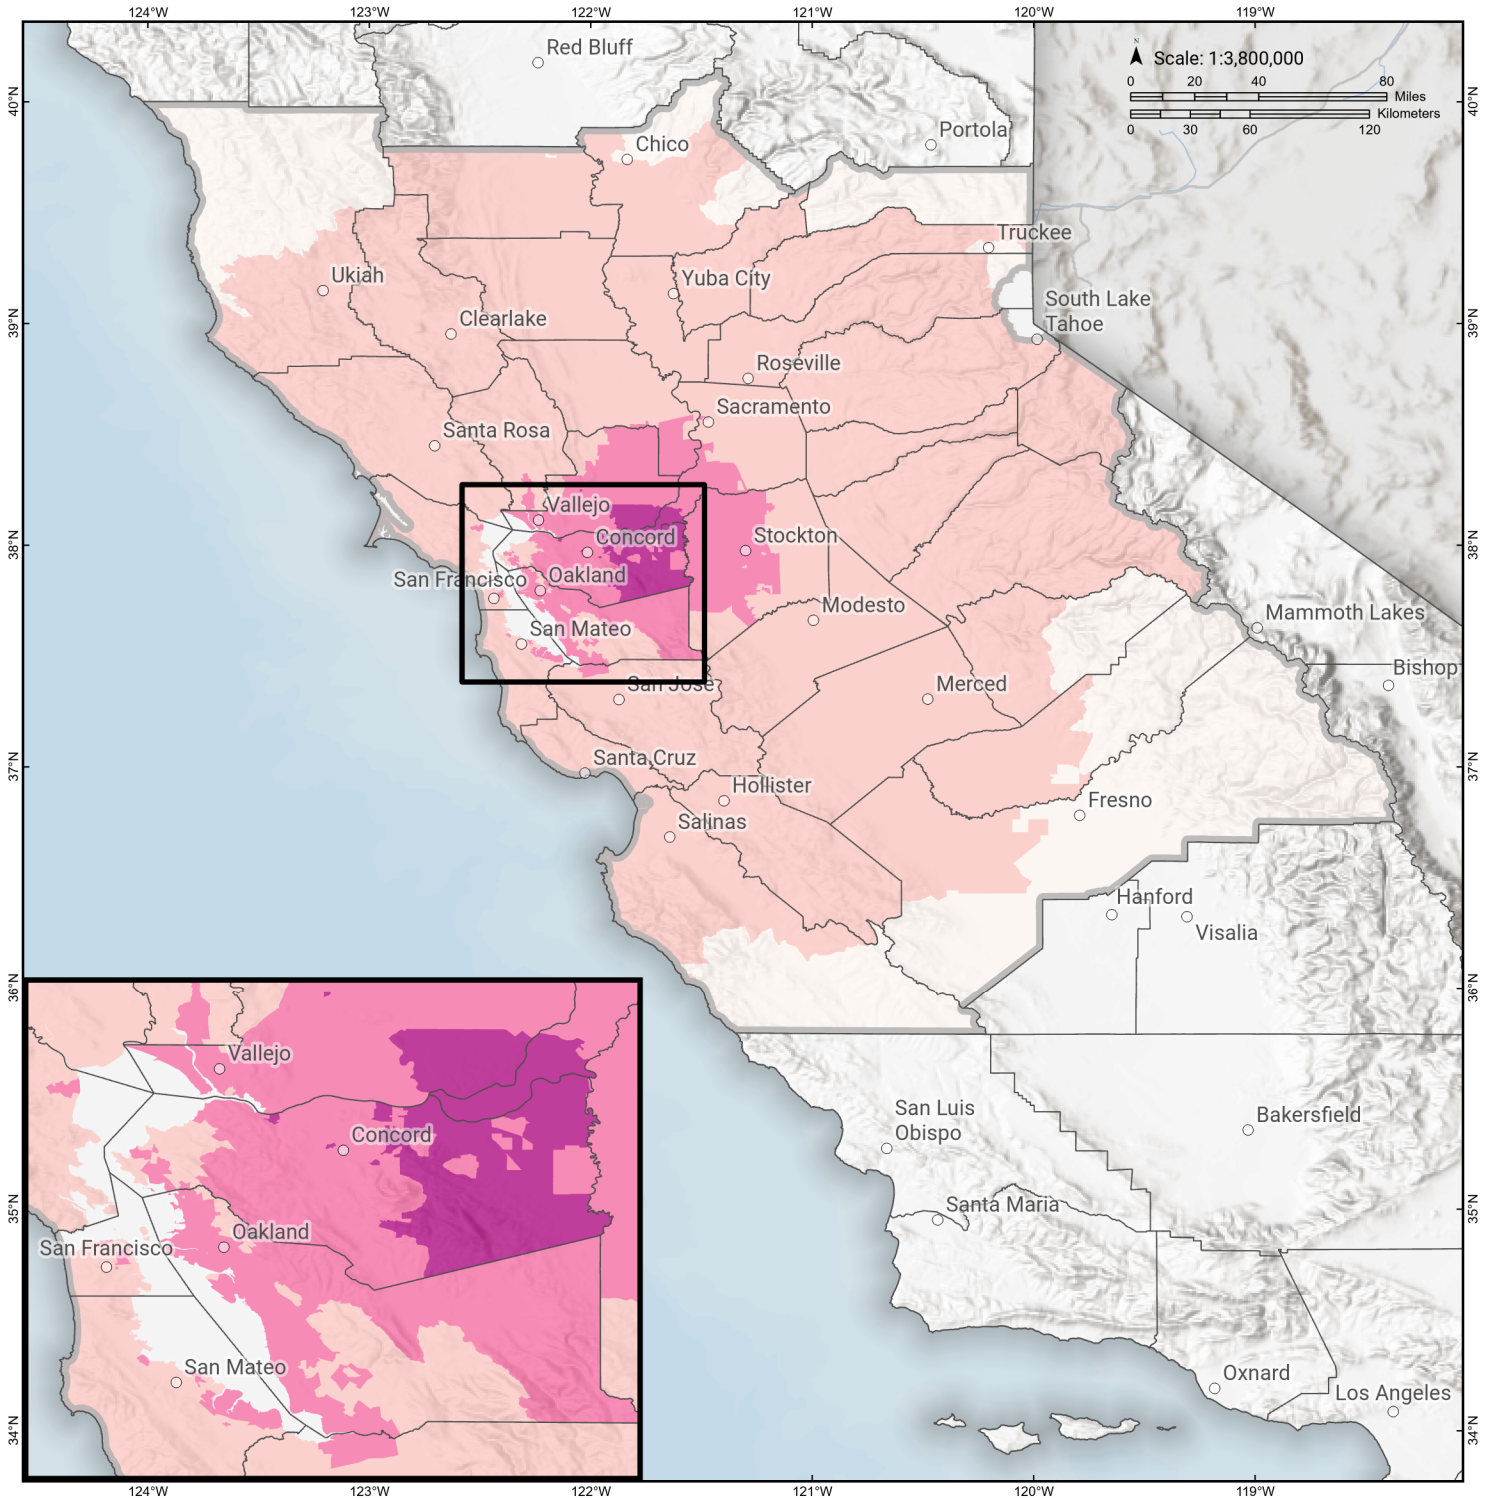 124°W 123°W 122°W 121°W 120°W 119°W
N
Scale: 1:3,800,000
0 20 40 80
Miles
Kilometers
0 30 60 120
40°N
40°N
39°N
39°N
38°N
38°N
37°N
37°N
36°N
36°N
35°N
35°N
34°N
34°N
Red Bluff
Chico
Portola
Truckee
Ukiah
Yuba City
South Lake
Tahoe
Clearlake
Roseville
Sacramento
Santa Rosa
Vallejo
Concord
Stockton
San Francisco
Oakland
Modesto
Mammoth Lakes
San Mateo
Bishop
San Jose
Merced
Santa Cruz
Hollister
Fresno
Salinas
Hanford
Visalia
San Luis
Obispo
Bakersfield
Santa Maria
Oxnard
Los Angeles
Vallejo
Concord
Oakland
San Francisco
San Mateo
124°W 123°W 122°W 121°W 120°W 119°W